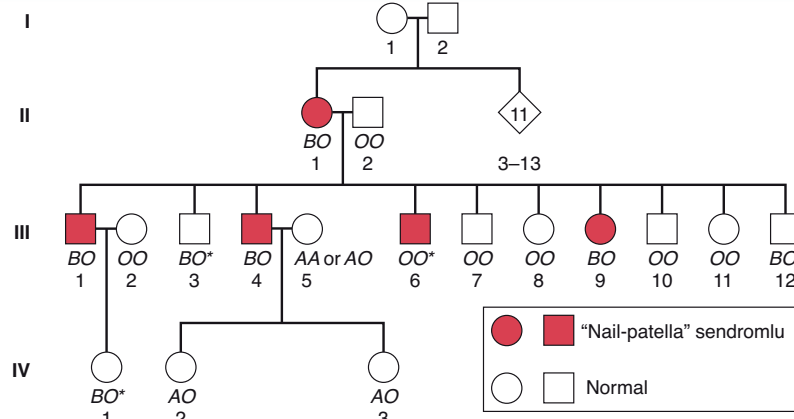 I
1 2
II
11
BO OO
1 2 3–13
III
BO OO BO* BO AA or AO OO* OO OO BO OO OO BO
1 2 3 4 5 6 7 8 9 10 11 12
"Nail-patella" sendromlu
IV
Normal
BO* AO AO
1 2 3